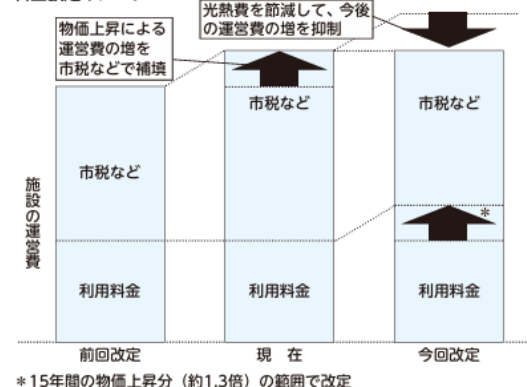 光熱費を節減して、今後
の運営費の増を抑制
物価上昇による
運営費の増を
市税などで補填
市税など
市税など
市税など
施設の運営費
*
利用料金
利用料金
利用料金
前回改定
現在
今回改定
*15年間の物価上昇分（約1.3倍）の範囲で改定